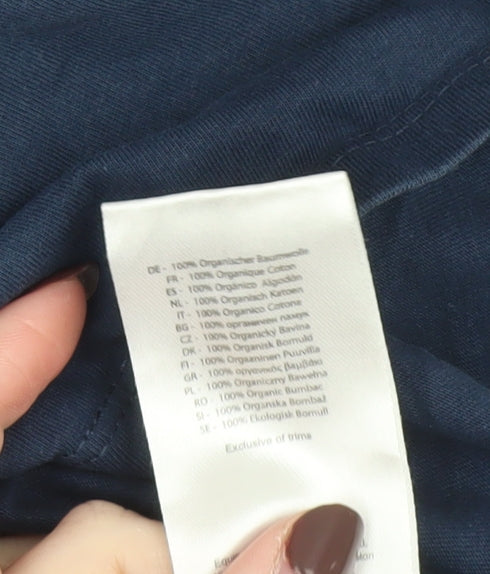 DE - 100% Organischer Baumwolle
FR - 100% Organique Coton
ES - 100% Orgánico Algodón
NL - 100% Organisch Katoen
IT - 100% Organico Cotone
BG - 100% органичен памук
CZ - 100% Organický Bavlna
DK - 100% Organisk Bomuld
FI - 100% Orgaaninen Puuvilla
GR - 100% οργανικός βαμβάκι
PL - 100% Organiczny Bawełna
RO - 100% Organic Bumbac
SI - 100% Organska Bombaž
SE - 100% Ekologisk Bomull
Exclusive of trims